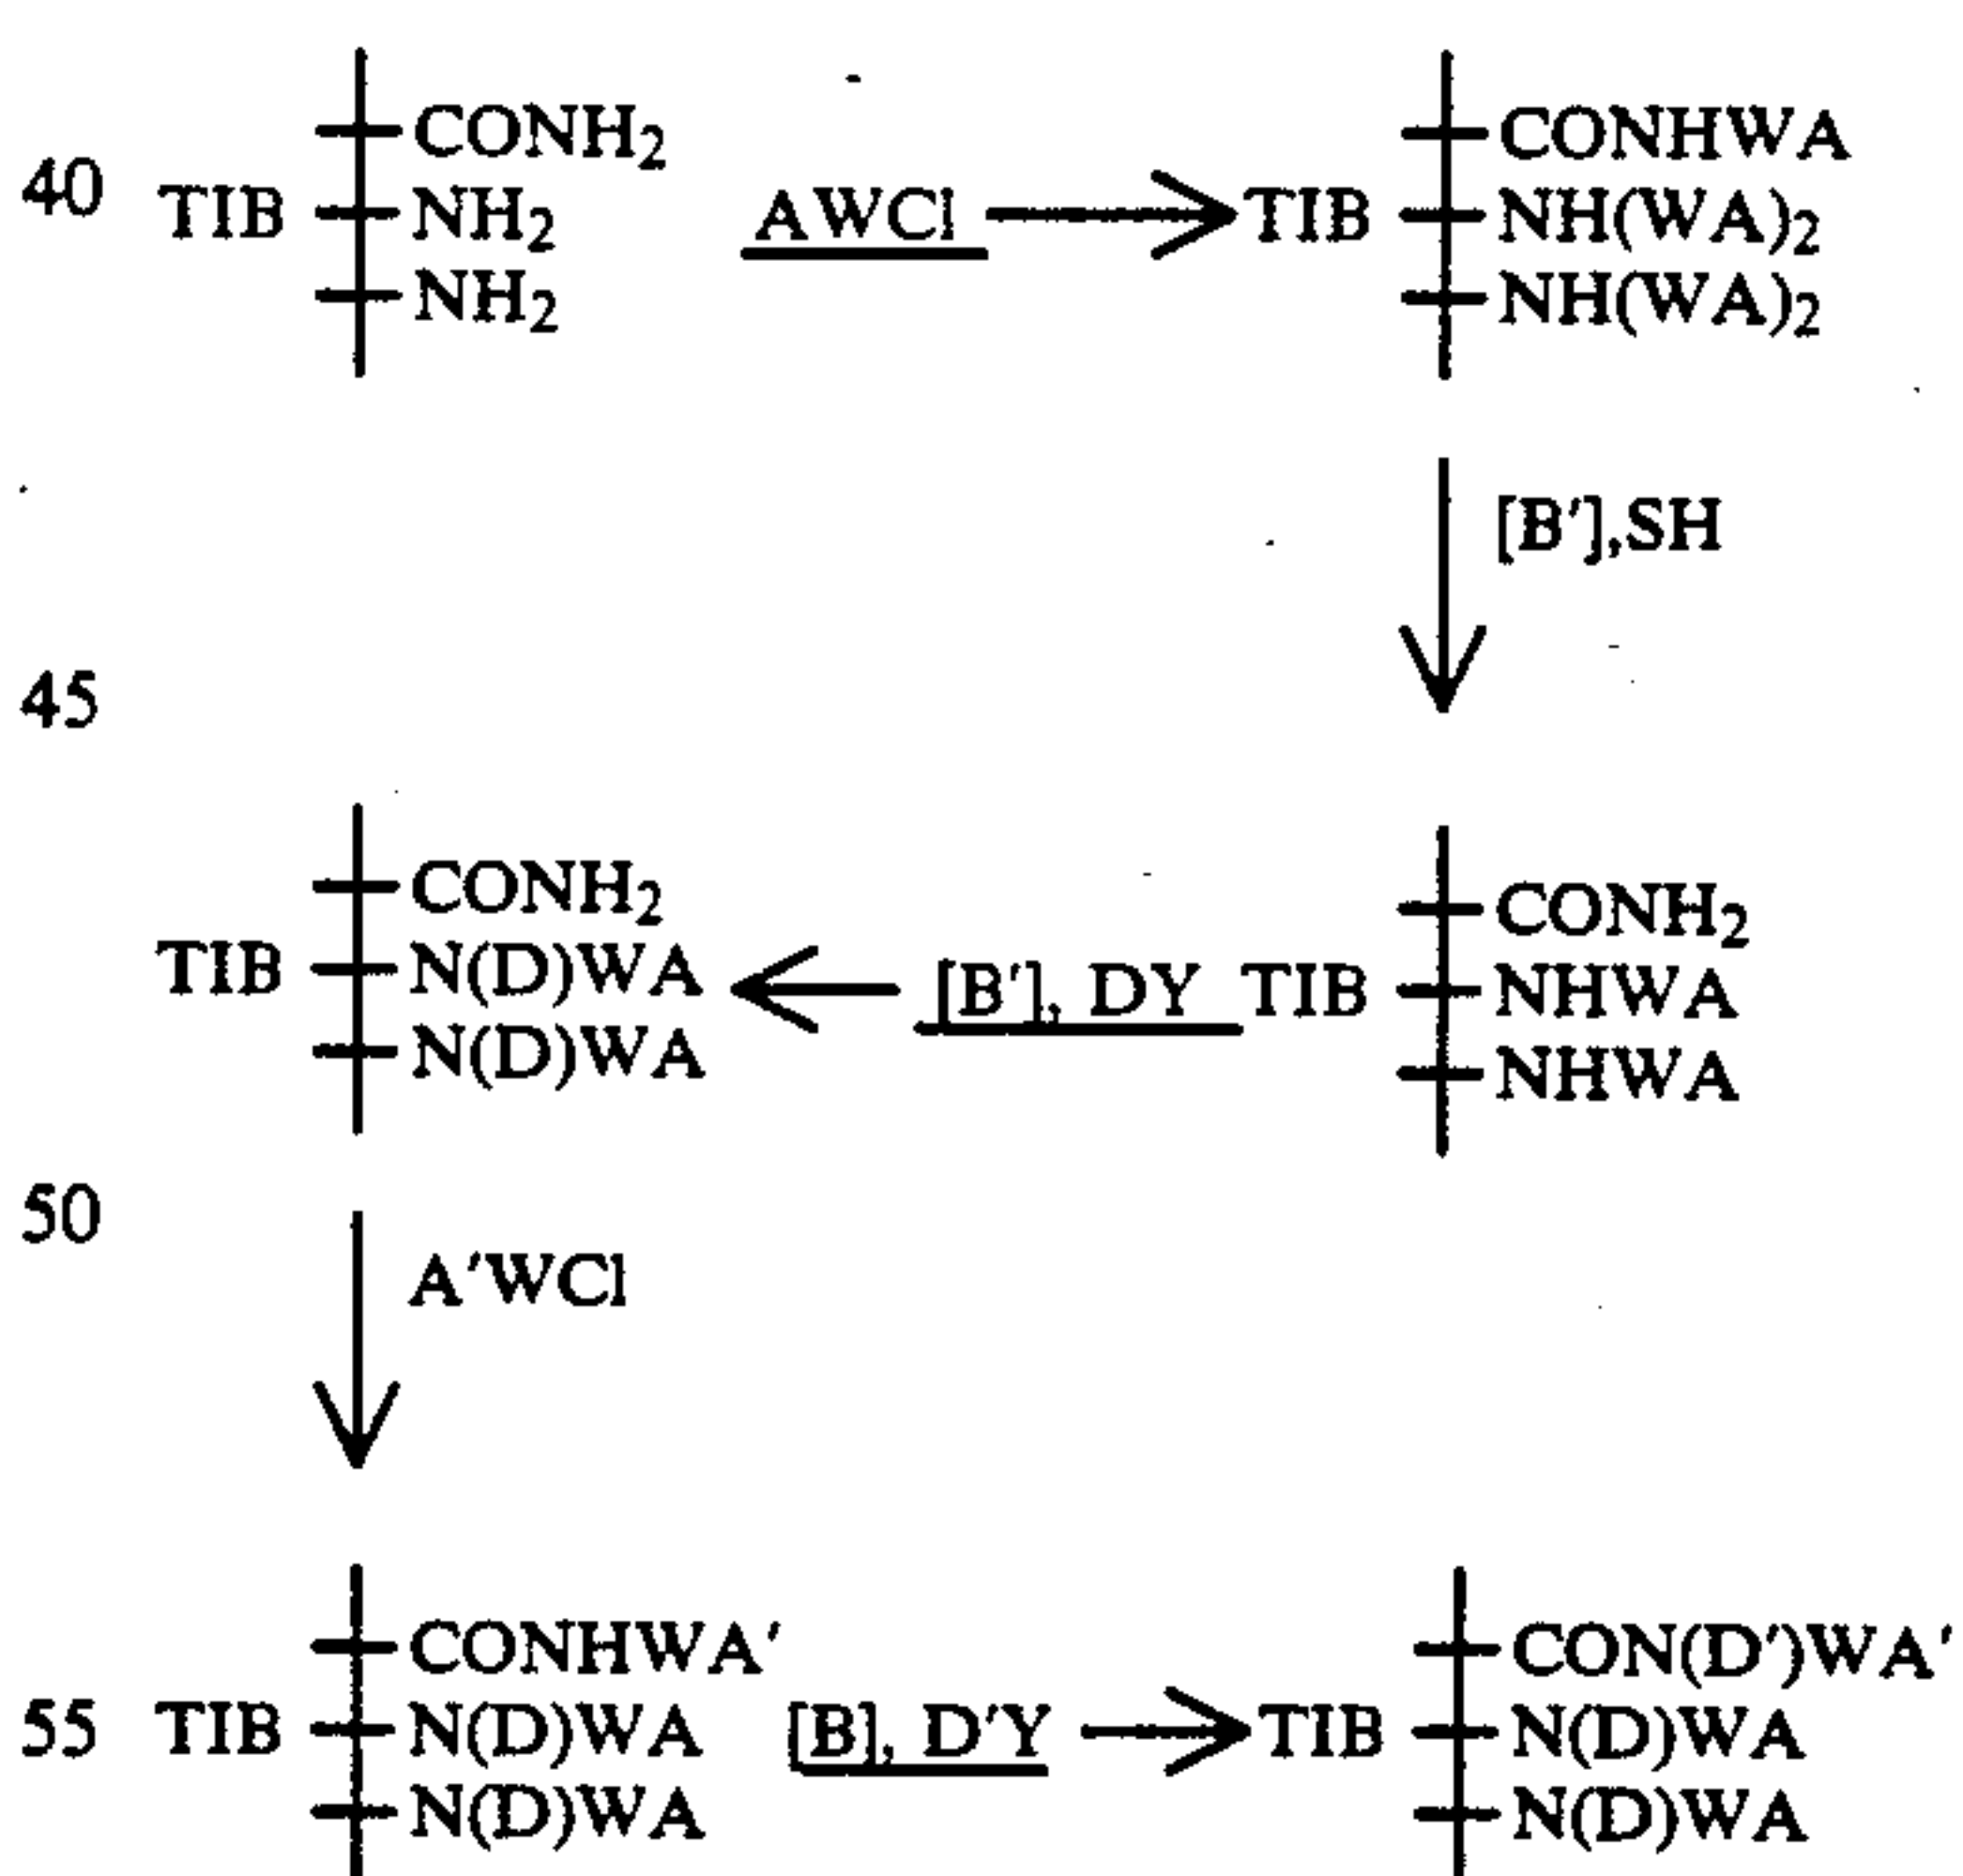 CONH₂ CONHWA
40 TIB NH₂ AWCl TIB NH(WA)₂
NH₂ NH(WA)₂
[B′],SH
45
CONH₂ CONH₂
TIB N(D)WA [B′], DY TIB NHWA
N(D)WA NHWA
50
A′WCl
CONHWA′ CON(D′)WA′
55 TIB N(D)WA [B], D′Y TIB N(D)WA
N(D)WA N(D)WA